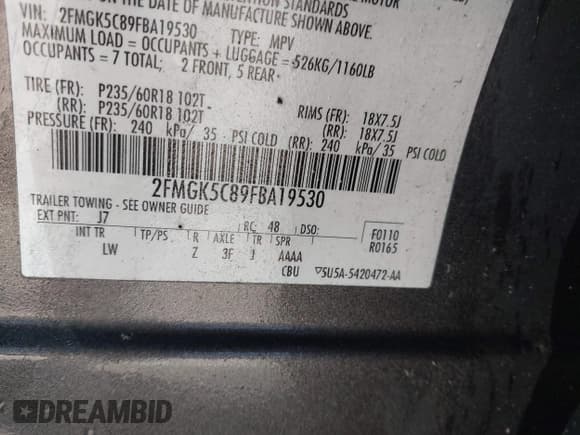 VENTION STANDARDS
ON THE DATE OF MANUFACTURE SHOWN ABOVE.
VIN: 2FMGK5C89FBA19530 TYPE: MPV
MAXIMUM LOAD = OCCUPANTS + LUGGAGE = 526KG/1160LB
OCCUPANTS = 7 TOTAL; 2 FRONT, 5 REAR
TIRE (FR): P235/60R18 102T RIMS (FR): 18X7.5J
(RR): P235/60R18 102T (RR): 18X7.5J
PRESSURE (FR): 240 kPa/ 35 PSI COLD (RR): 240 kPa/ 35 PSI COLD
2FMGK5C89FBA19530
TRAILER TOWING - SEE OWNER GUIDE
EXT PNT: J7 RC: 48 DSO: F0110
R0165
INT TR TP/PS R AXLE TR SPR
LW Z 3F J AAAA
CBU 5U5A-5420472-AA
DREAMBID